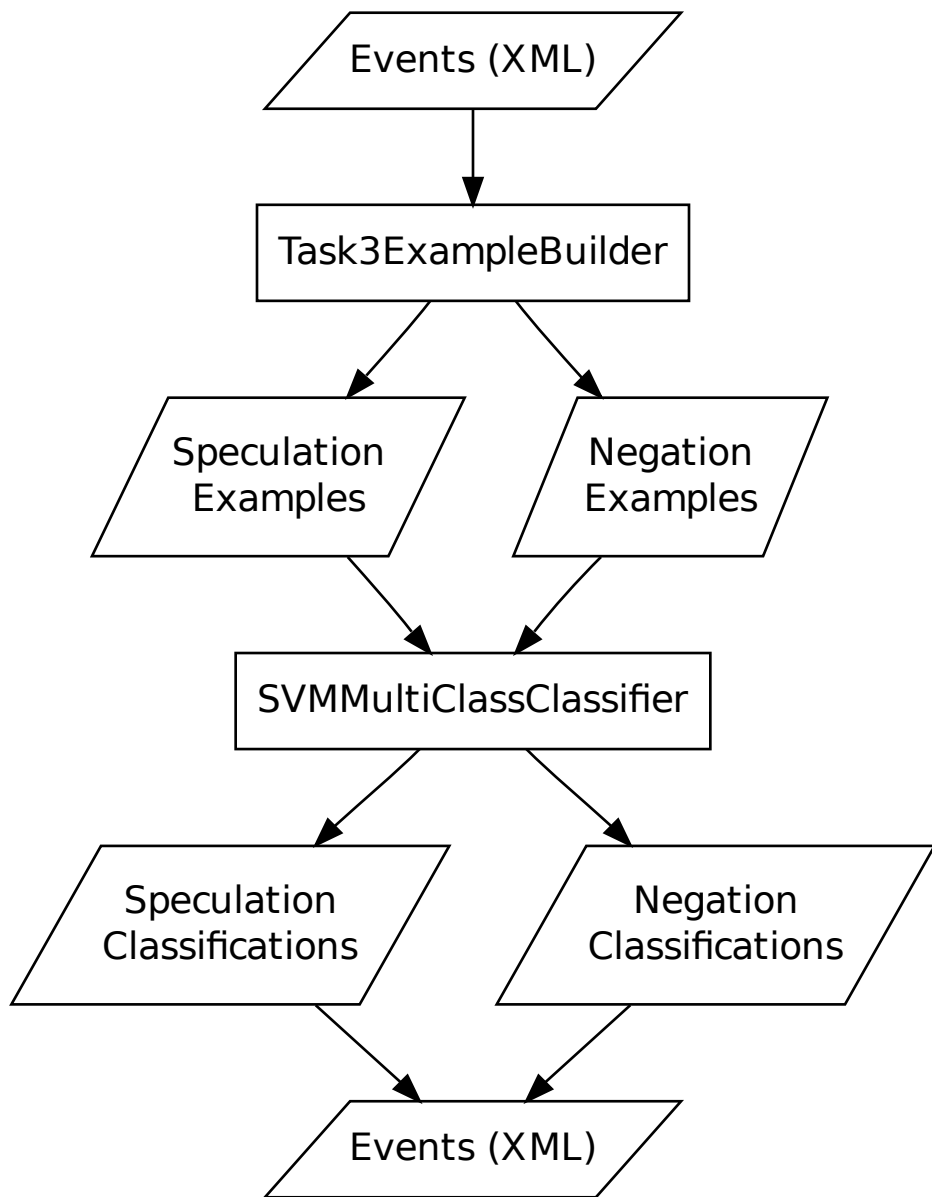 Events (XML)
Task3ExampleBuilder
Speculation
Examples
Negation
Examples
SVMMultiClassClassifier
Speculation
Classifications
Negation
Classifications
Events (XML)